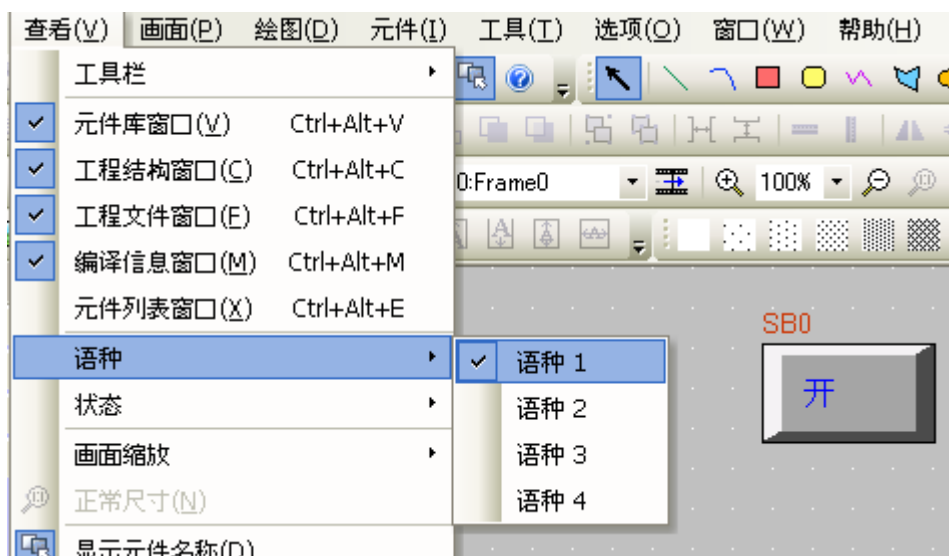 查看(V) 画面(P) 绘图(D) 元件(I) 工具(T) 选项(O) 窗口(W) 帮助(H)
工具栏
元件库窗口(V) Ctrl+Alt+V
工程结构窗口(C) Ctrl+Alt+C
0:Frame0 100%
工程文件窗口(F) Ctrl+Alt+F
编译信息窗口(M) Ctrl+Alt+M
元件列表窗口(X) Ctrl+Alt+E
SB0
语种
语种 1
开
状态
语种 2
画面缩放
语种 3
正常尺寸(N)
语种 4
显示元件名称(D)